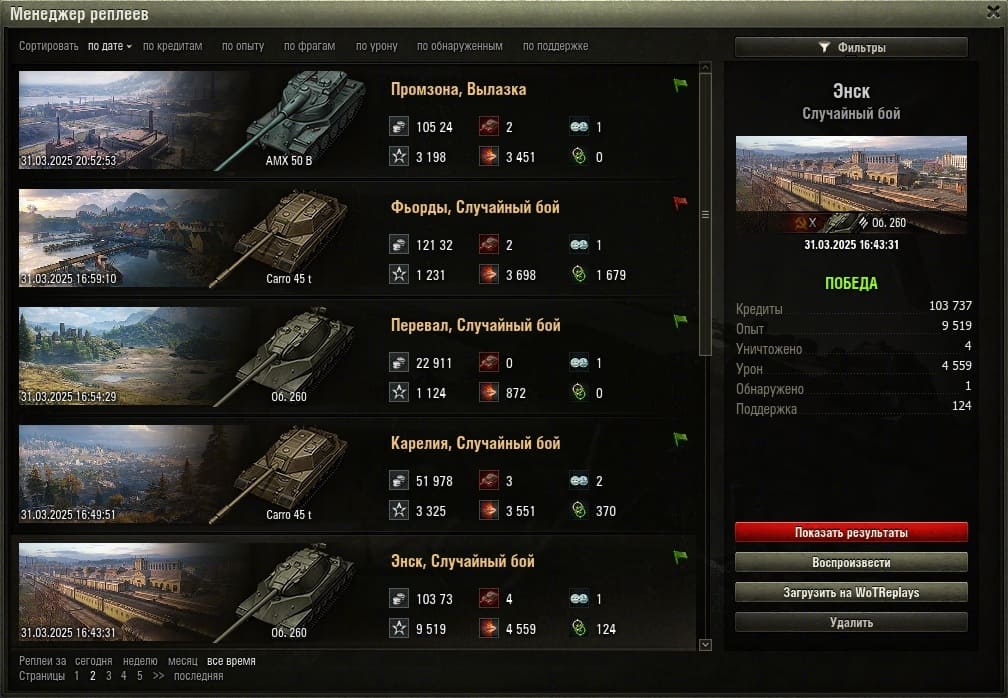 Менеджер реплеев
Сортировать по дате по кредитам по опыту по фрагам по урону по обнаруженным по поддержке
Фильтры
Промзона, Вылазка
105 24 2 1
3 198 3 451 0
31.03.2025 20:52:53 AMX 50 B
Фьорды, Случайный бой
121 32 2 1
1 231 3 698 1 679
31.03.2025 16:59:10 Carro 45 t
Перевал, Случайный бой
22 911 0 1
1 124 872 0
31.03.2025 16:54:29 Об. 260
Карелия, Случайный бой
51 978 3 2
3 325 3 551 370
31.03.2025 16:49:51 Carro 45 t
Энск, Случайный бой
103 73 4 1
9 519 4 559 124
31.03.2025 16:43:31 Об. 260
Реплеи за сегодня неделю месяц все время
Страницы 1 2 3 4 5 >> последняя
Энск
Случайный бой
X Об. 260
31.03.2025 16:43:31
ПОБЕДА
Кредиты 103 737
Опыт 9 519
Уничтожено 4
Урон 4 559
Обнаружено 1
Поддержка 124
Показать результаты
Воспроизвести
Загрузить на WoTReplays
Удалить